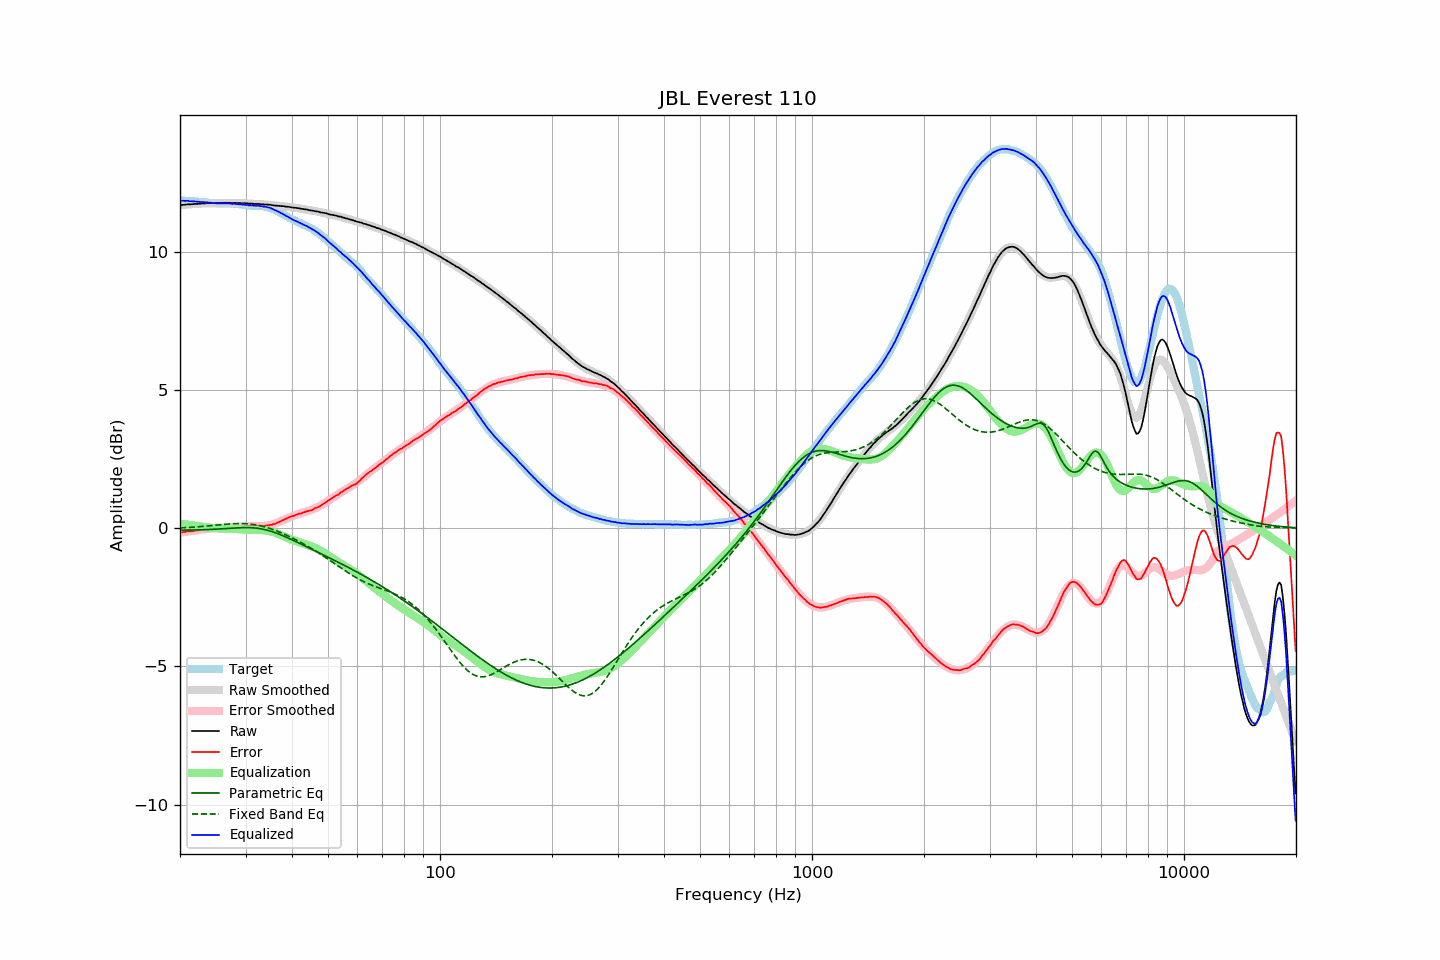 JBL Everest 110
Amplitude (dBr)
10
5
0
−5
−10
Target
Raw Smoothed
Error Smoothed
Raw
Error
Equalization
Parametric Eq
Fixed Band Eq
Equalized
100 1000 10000
Frequency (Hz)